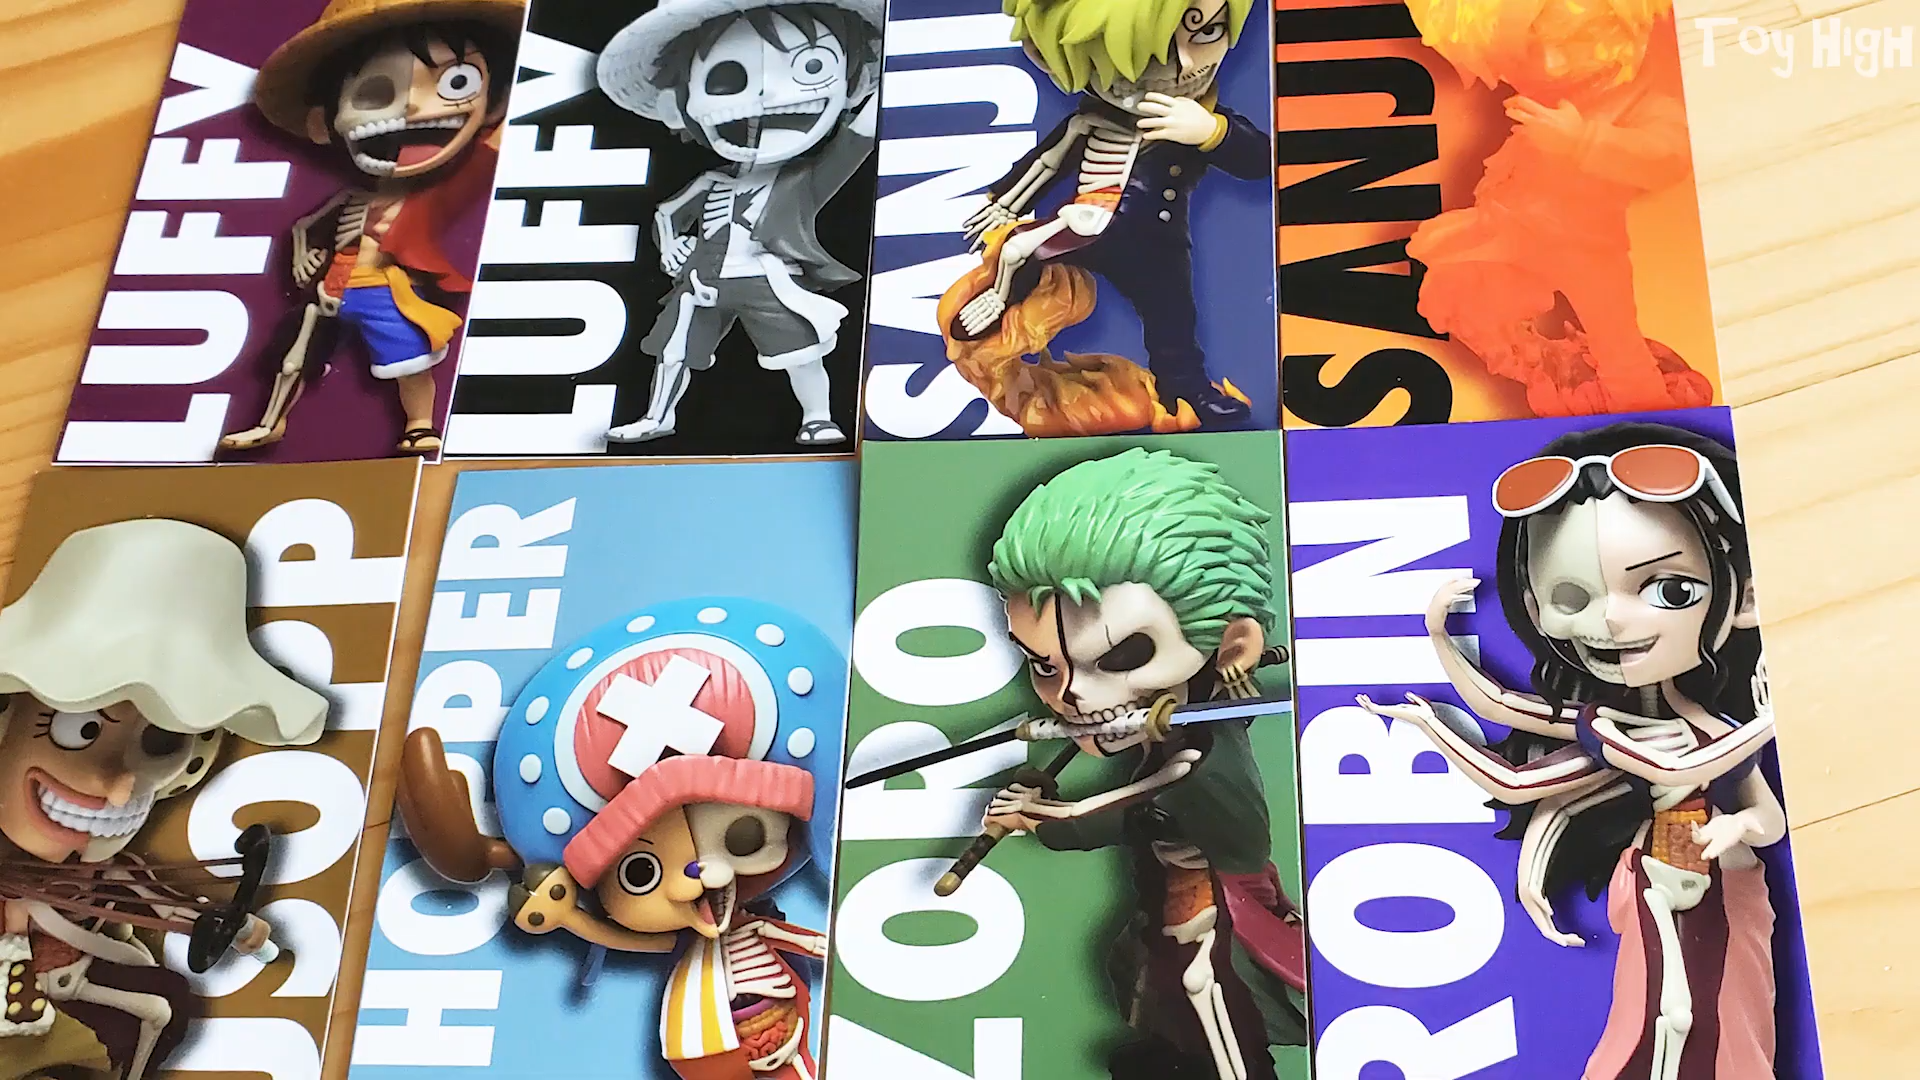 LUFFY
LUFFY
SANJI
SANJI
Toy HIGH
USOPP
CHOPPER
ZORO
ROBIN